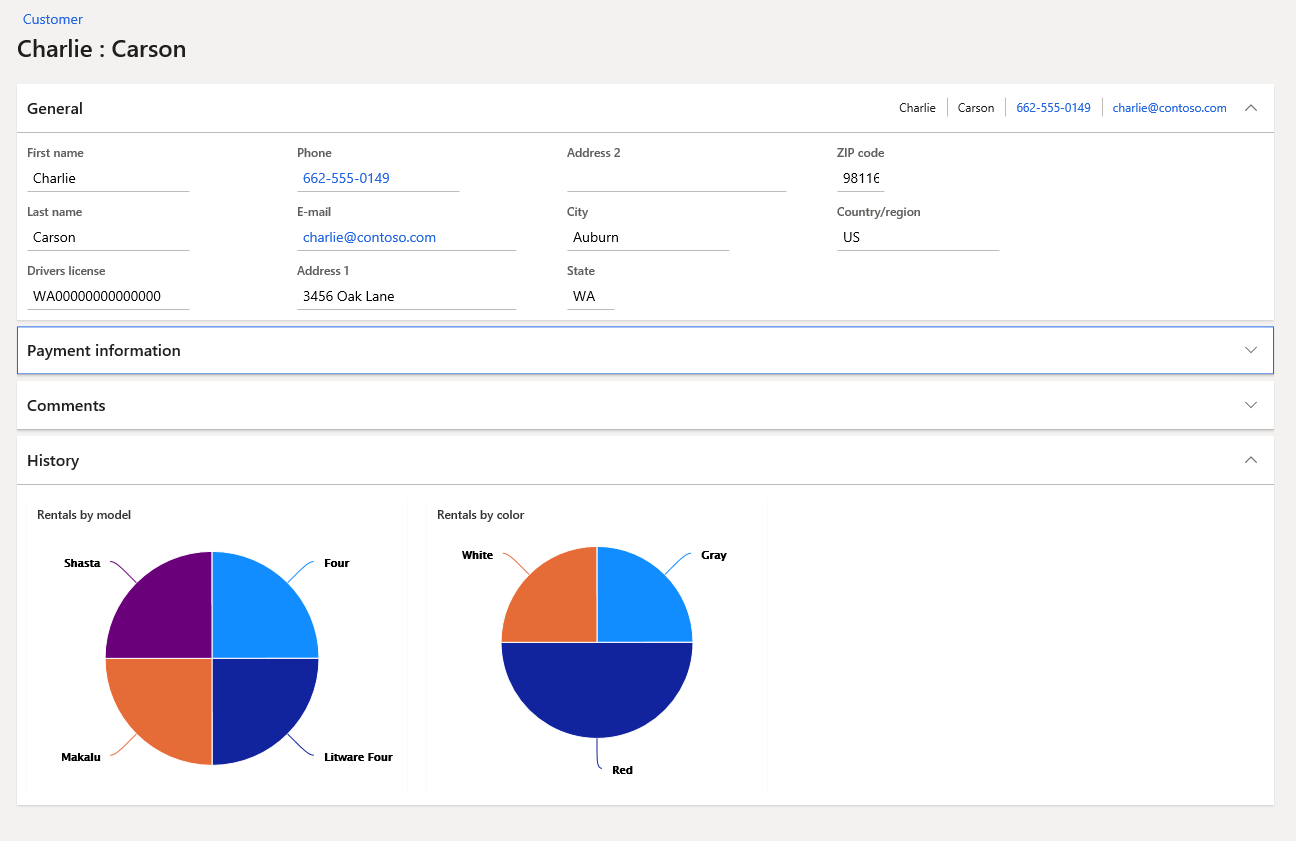 Customer
Charlie : Carson
General
Charlie Carson 662-555-0149 charlie@contoso.com
First name Phone Address 2 ZIP code
Charlie 662-555-0149 98116
Last name E-mail City Country/region
Carson charlie@contoso.com Auburn US
Drivers license Address 1 State
WA00000000000000 3456 Oak Lane WA
Payment information
Comments
History
Rentals by model Rentals by color
White Gray
Shasta Four
Makalu Litware Four
Red